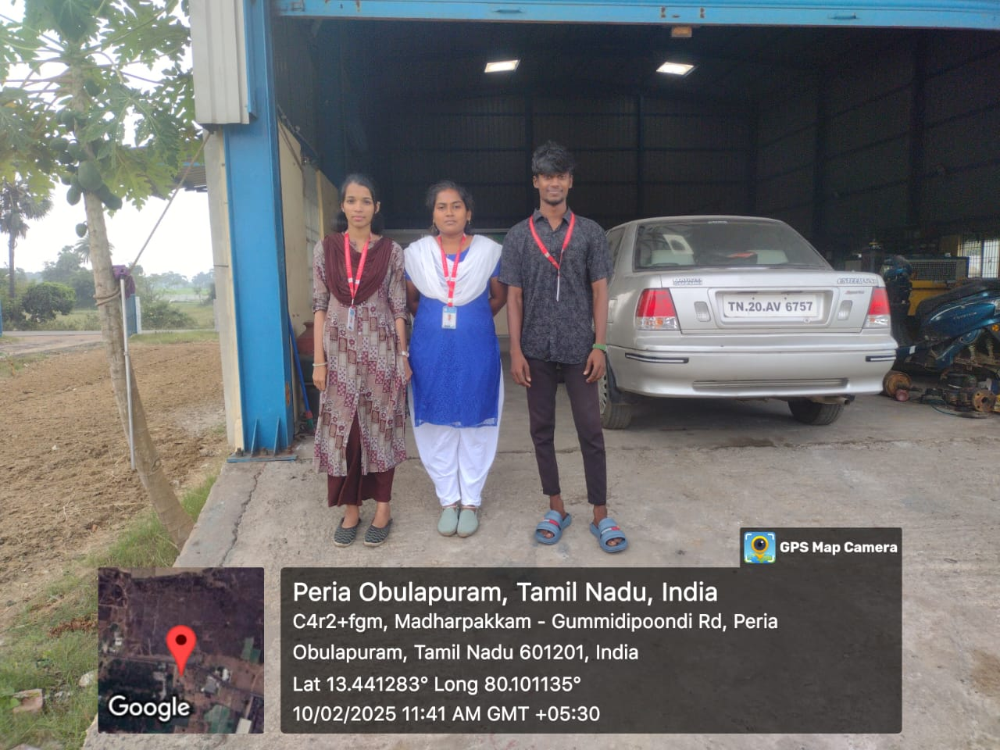 TN.20.AV 6757
GPS Map Camera
Peria Obulapuram, Tamil Nadu, India
C4r2+fgm, Madharpakkam - Gummidipoondi Rd, Peria
Obulapuram, Tamil Nadu 601201, India
Lat 13.441283° Long 80.101135°
10/02/2025 11:41 AM GMT +05:30
Google